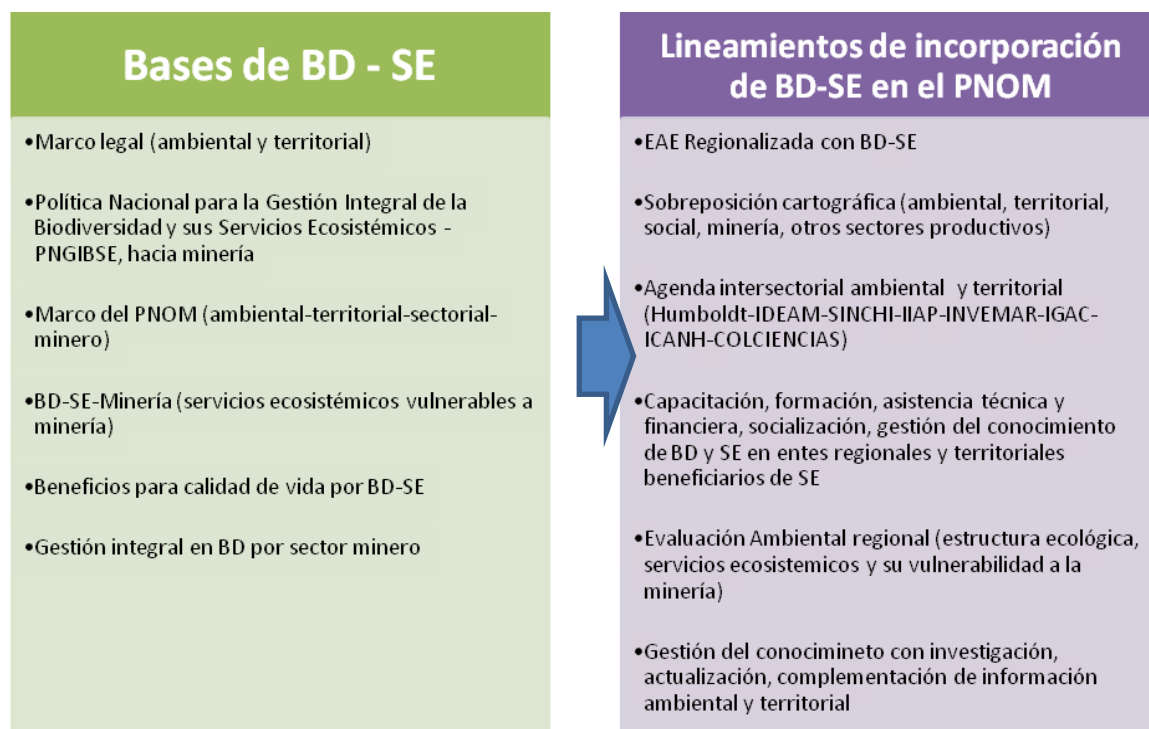 Bases de BD - SE
•Marco legal (ambiental y territorial)
•Política Nacional para la Gestión Integral de la
Biodiversidad y sus Servicios Ecosistémicos -
PNGIBSE, hacia minería
•Marco del PNOM (ambiental-territorial-sectorial-
minero)
•BD-SE-Minería (servicios ecosistémicos vulnerables a
minería)
•Beneficios para calidad de vida por BD-SE
•Gestión integral en BD por sector minero
Lineamientos de incorporación
de BD-SE en el PNOM
•EAE Regionalizada con BD-SE
•Sobreposición cartográfica (ambiental, territorial,
social, minería, otros sectores productivos)
•Agenda intersectorial ambiental y territorial
(Humboldt-IDEAM-SINCHI-IIAP-INVEMAR-IGAC-
ICANH-COLCIENCIAS)
•Capacitación, formación, asistencia técnica y
financiera, socialización, gestión del conocimiento
de BD y SE en entes regionales y territoriales
beneficiarios de SE
•Evaluación Ambiental regional (estructura ecológica,
servicios ecosistemicos y su vulnerabilidad a la
minería)
•Gestión del conocimineto con investigación,
actualización, complementación de información
ambiental y territorial